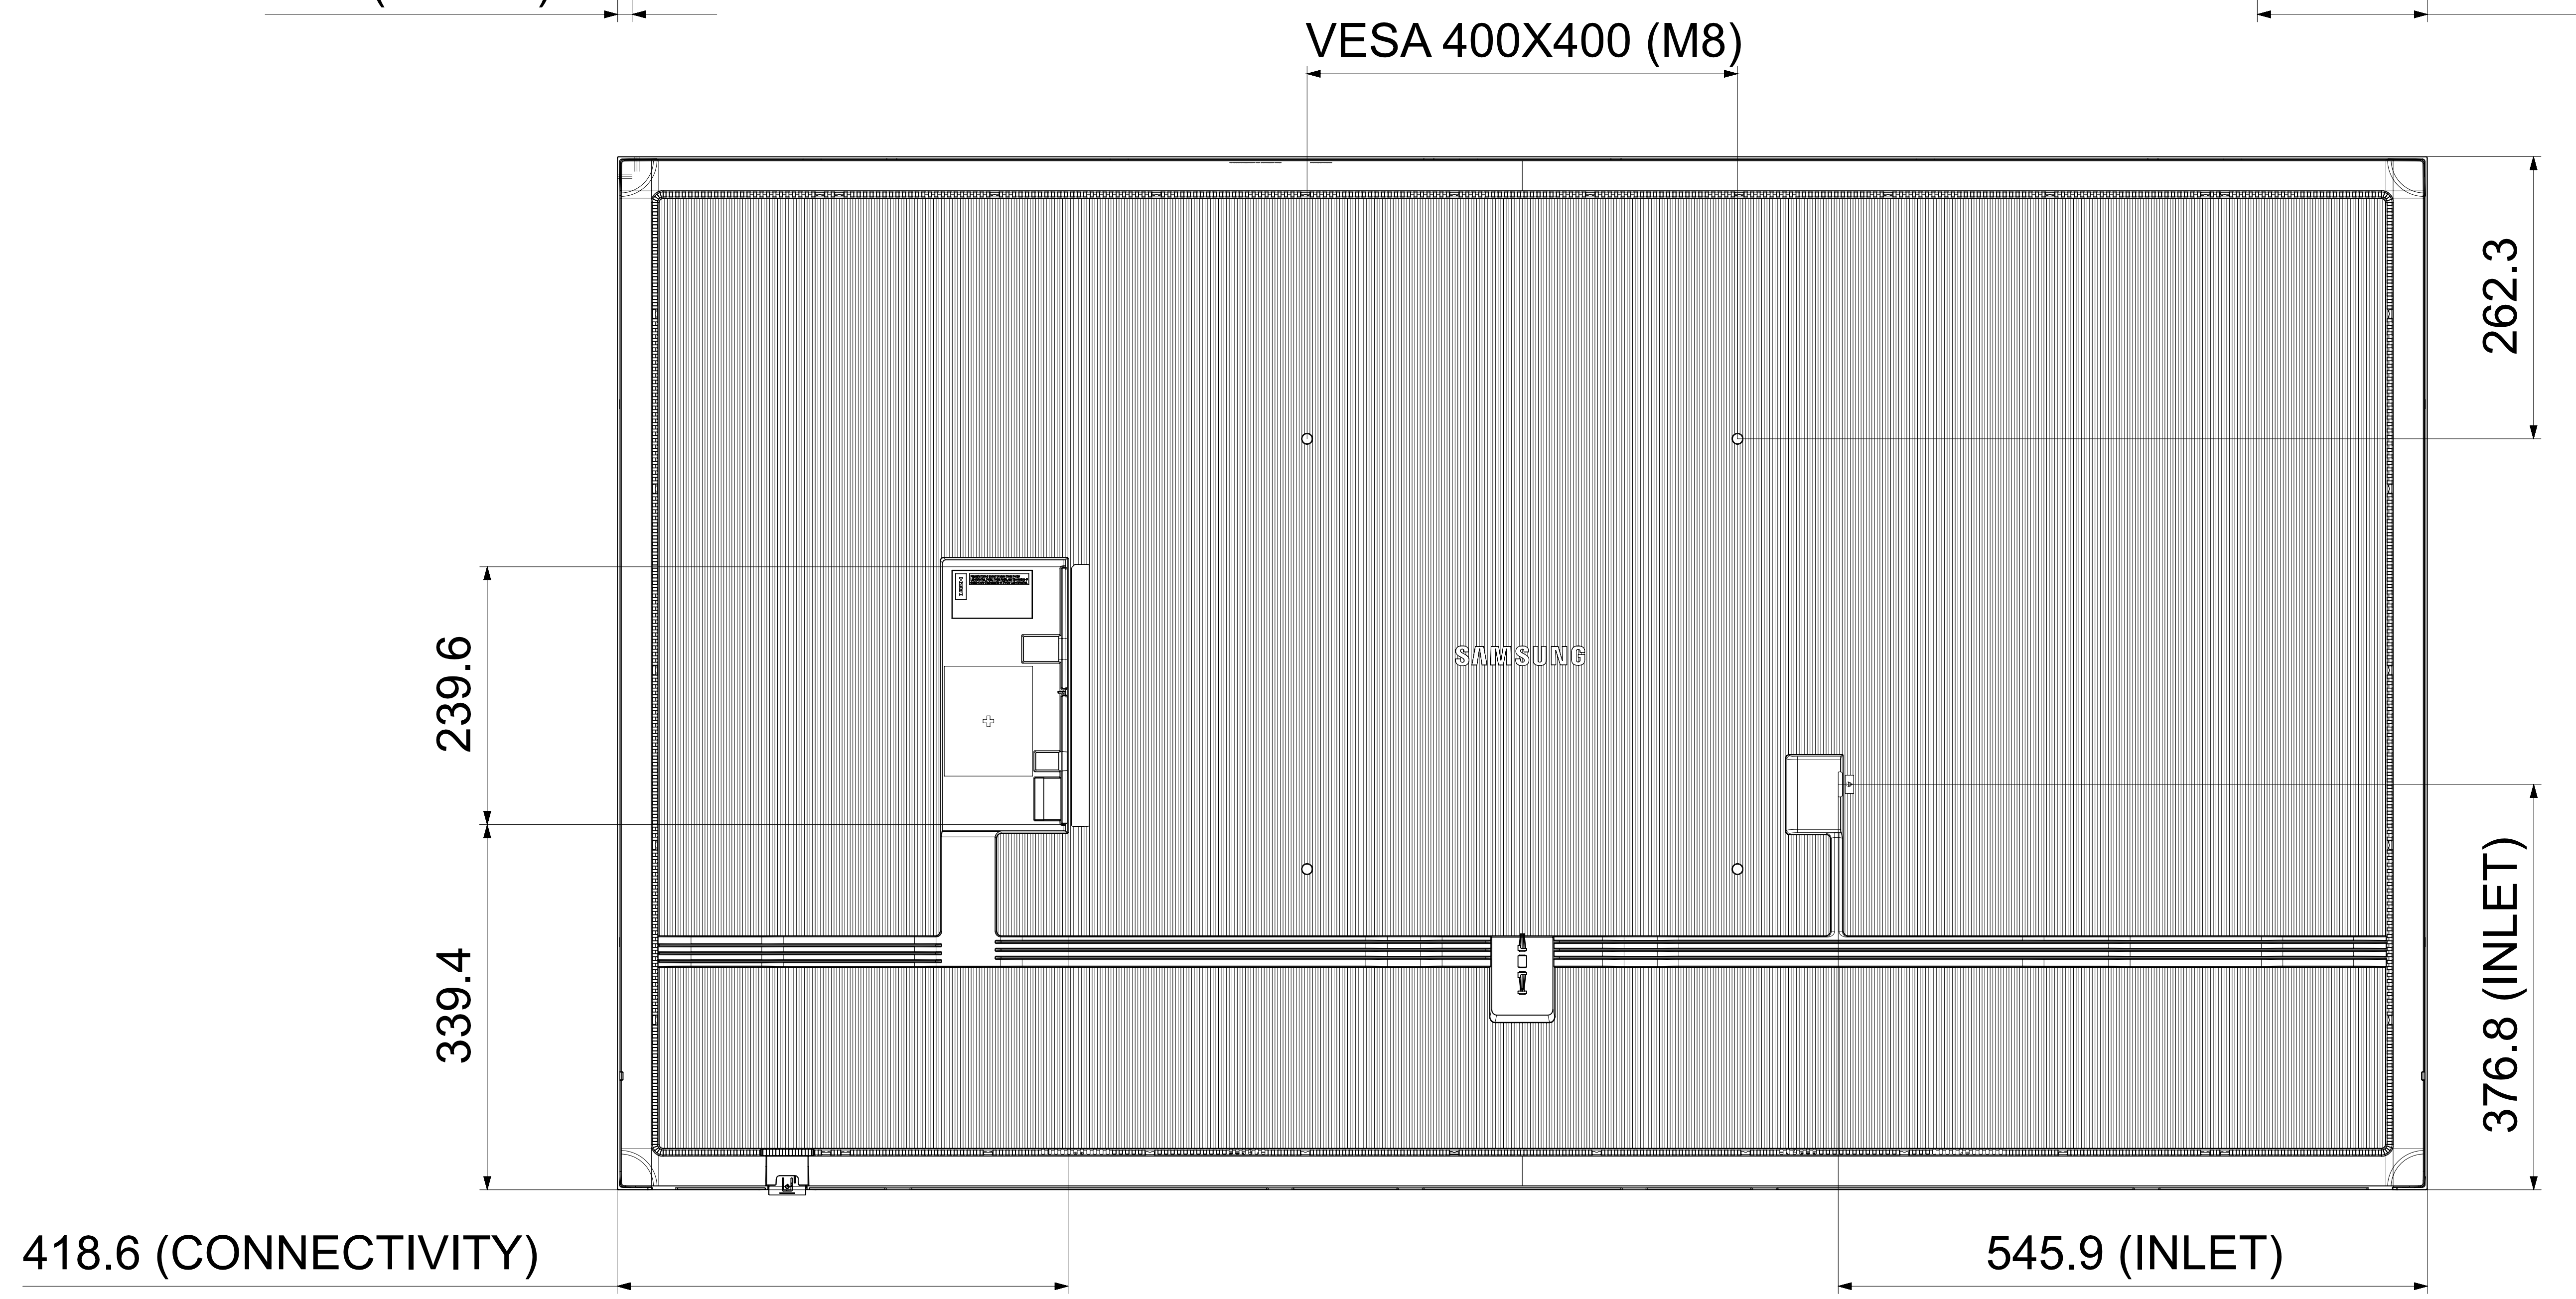 VESA 400X400 (M8)
262.3
239.6
SAMSUNG
339.4
376.8 (INLET)
418.6 (CONNECTIVITY)
545.9 (INLET)